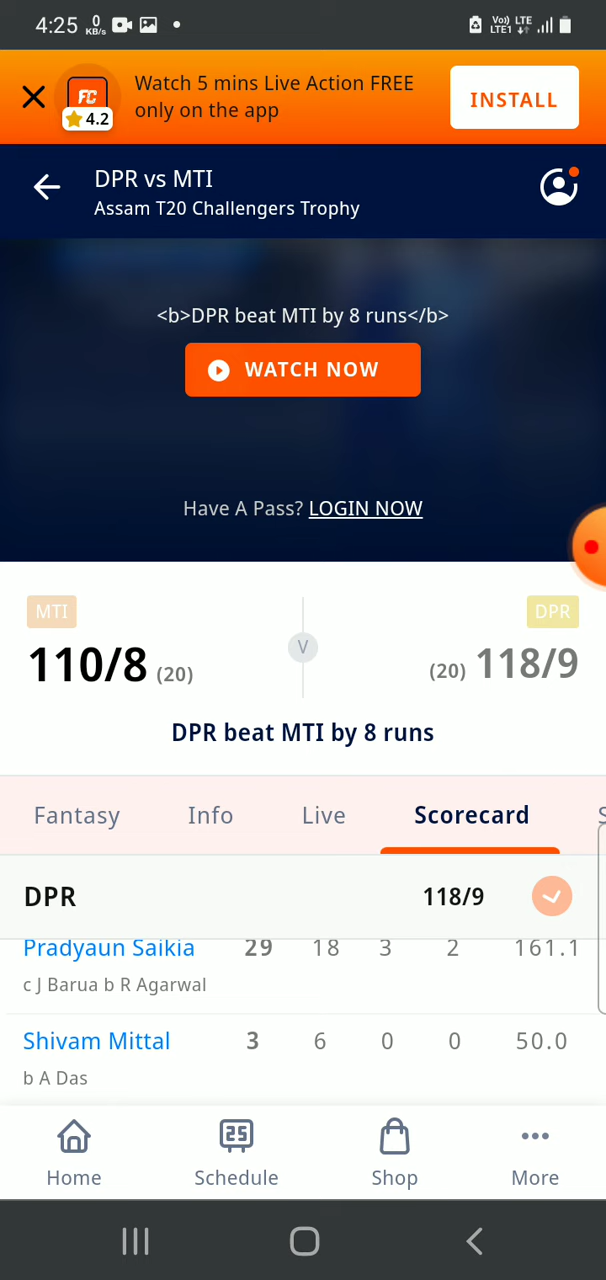 4:25 0 KB/s Vo) LTE1 LTE
Watch 5 mins Live Action FREE
only on the app
FC
4.2
INSTALL
DPR vs MTI
Assam T20 Challengers Trophy
<b>DPR beat MTI by 8 runs</b>
WATCH NOW
Have A Pass? LOGIN NOW
MTI DPR
110/8 (20) V (20) 118/9
DPR beat MTI by 8 runs
Fantasy Info Live Scorecard S
DPR 118/9
Pradyaun Saikia 29 18 3 2 161.1
c J Barua b R Agarwal
Shivam Mittal 3 6 0 0 50.0
b A Das
25
Home Schedule Shop More